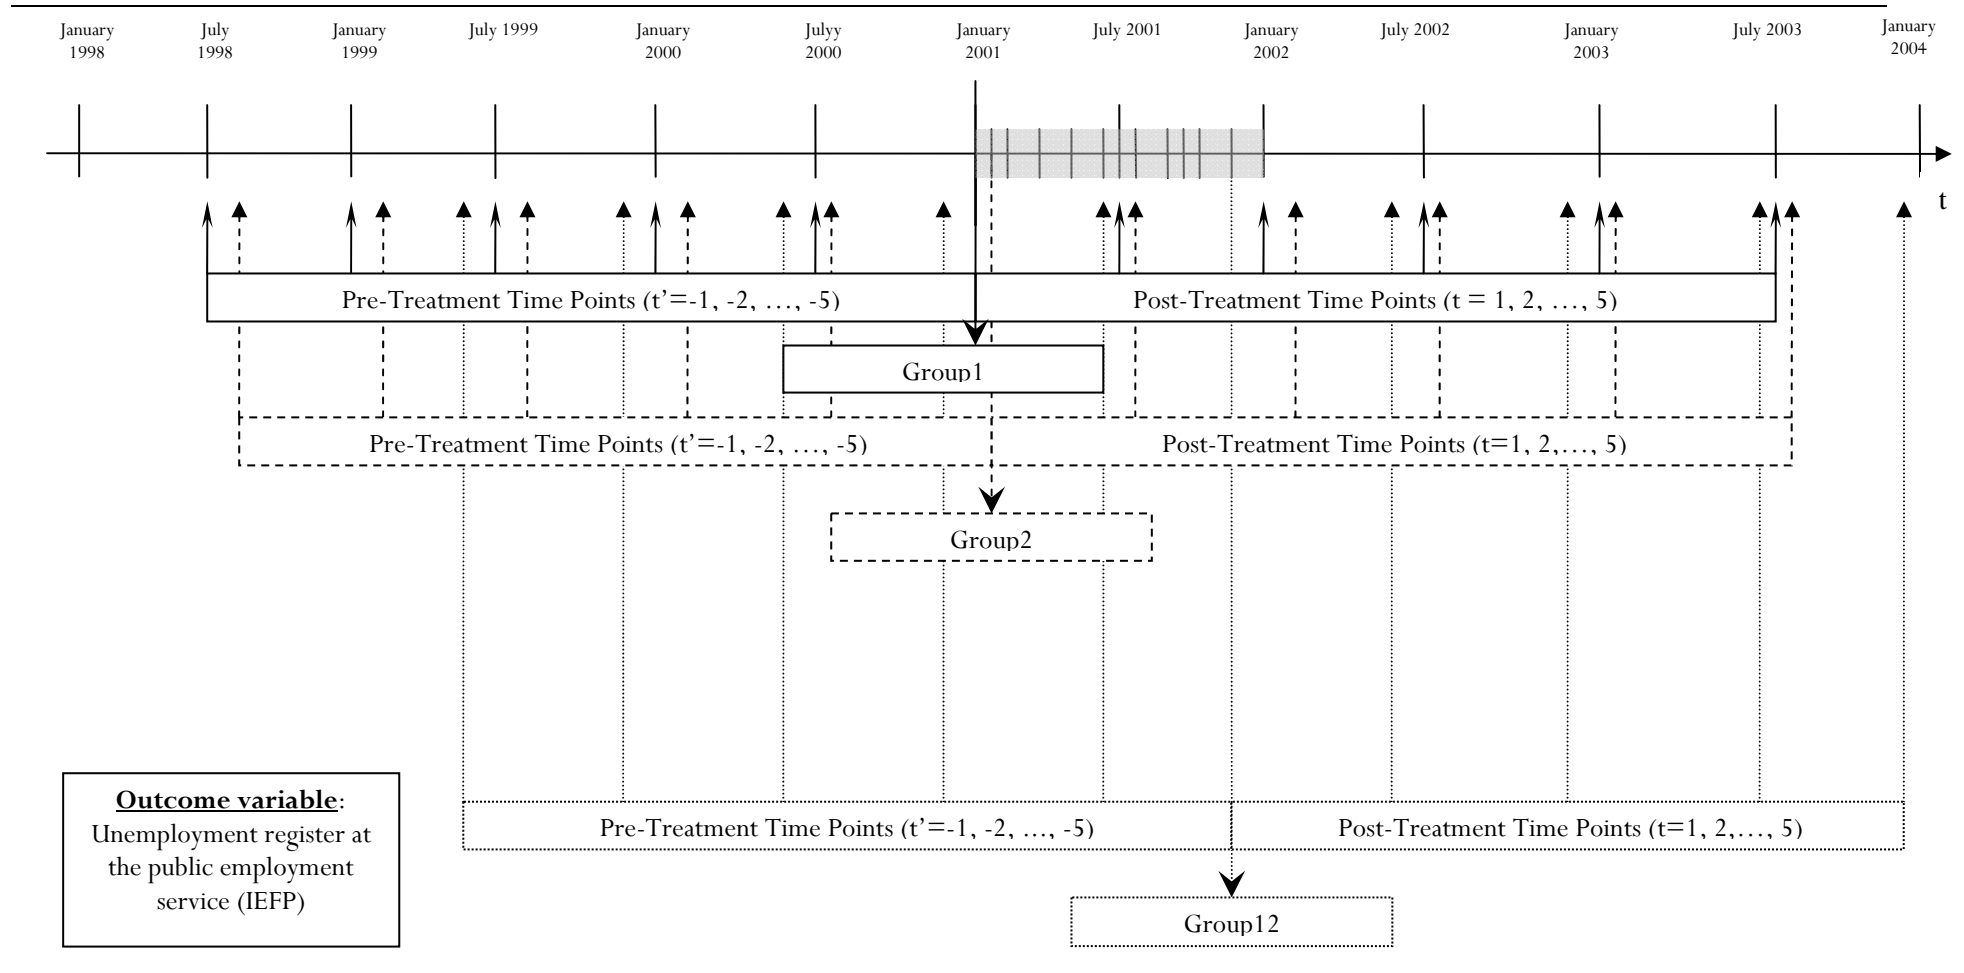 January
1998
July
1998
January
1999
July 1999
January
2000
Julyy
2000
January
2001
July 2001
January
2002
July 2002
January
2003
July 2003
January
2004
t
Pre-Treatment Time Points (t’=-1, -2, …, -5)
Post-Treatment Time Points (t = 1, 2, …, 5)
Group1
Pre-Treatment Time Points (t’=-1, -2, …, -5)
Post-Treatment Time Points (t=1, 2,…, 5)
Group2
Outcome variable:
Unemployment register at
the public employment
service (IEFP)
Pre-Treatment Time Points (t’=-1, -2, …, -5)
Post-Treatment Time Points (t=1, 2,…, 5)
Group12